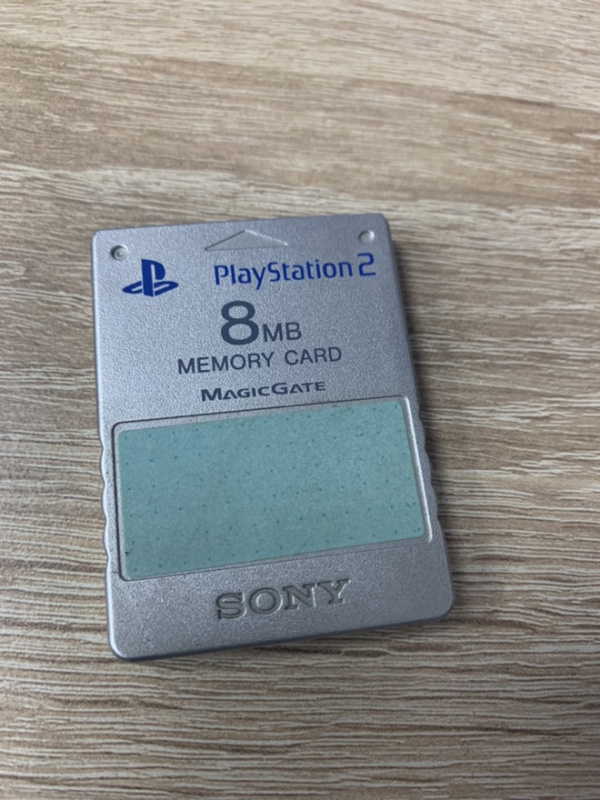 PlayStation 2
8MB
MEMORY CARD
MAGICGATE
SONY